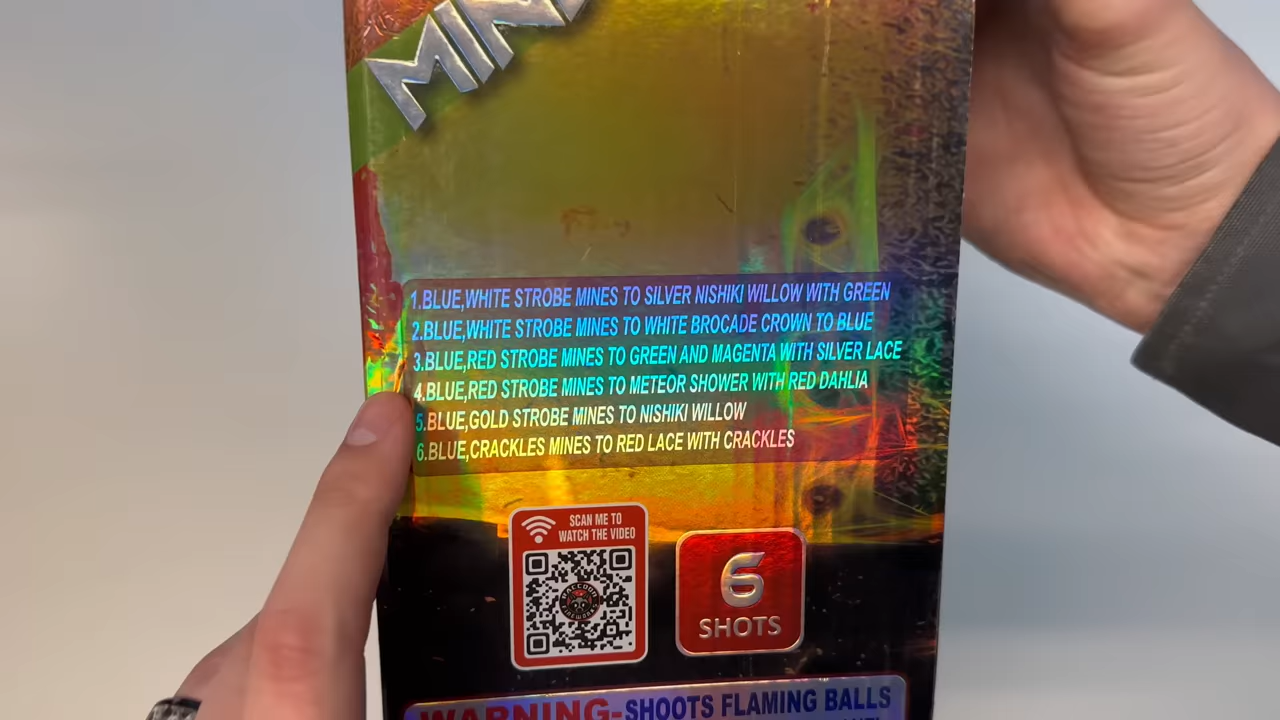 MINE
1.BLUE,WHITE STROBE MINES TO SILVER NISHIKI WILLOW WITH GREEN
2.BLUE,WHITE STROBE MINES TO WHITE BROCADE CROWN TO BLUE
3.BLUE,RED STROBE MINES TO GREEN AND MAGENTA WITH SILVER LACE
4.BLUE,RED STROBE MINES TO METEOR SHOWER WITH RED DAHLIA
5.BLUE,GOLD STROBE MINES TO NISHIKI WILLOW
6.BLUE,CRACKLES MINES TO RED LACE WITH CRACKLES
SCAN ME TO
WATCH THE VIDEO
RACCOON
FIREWORKS
6
SHOTS
WARNING-SHOOTS FLAMING BALLS